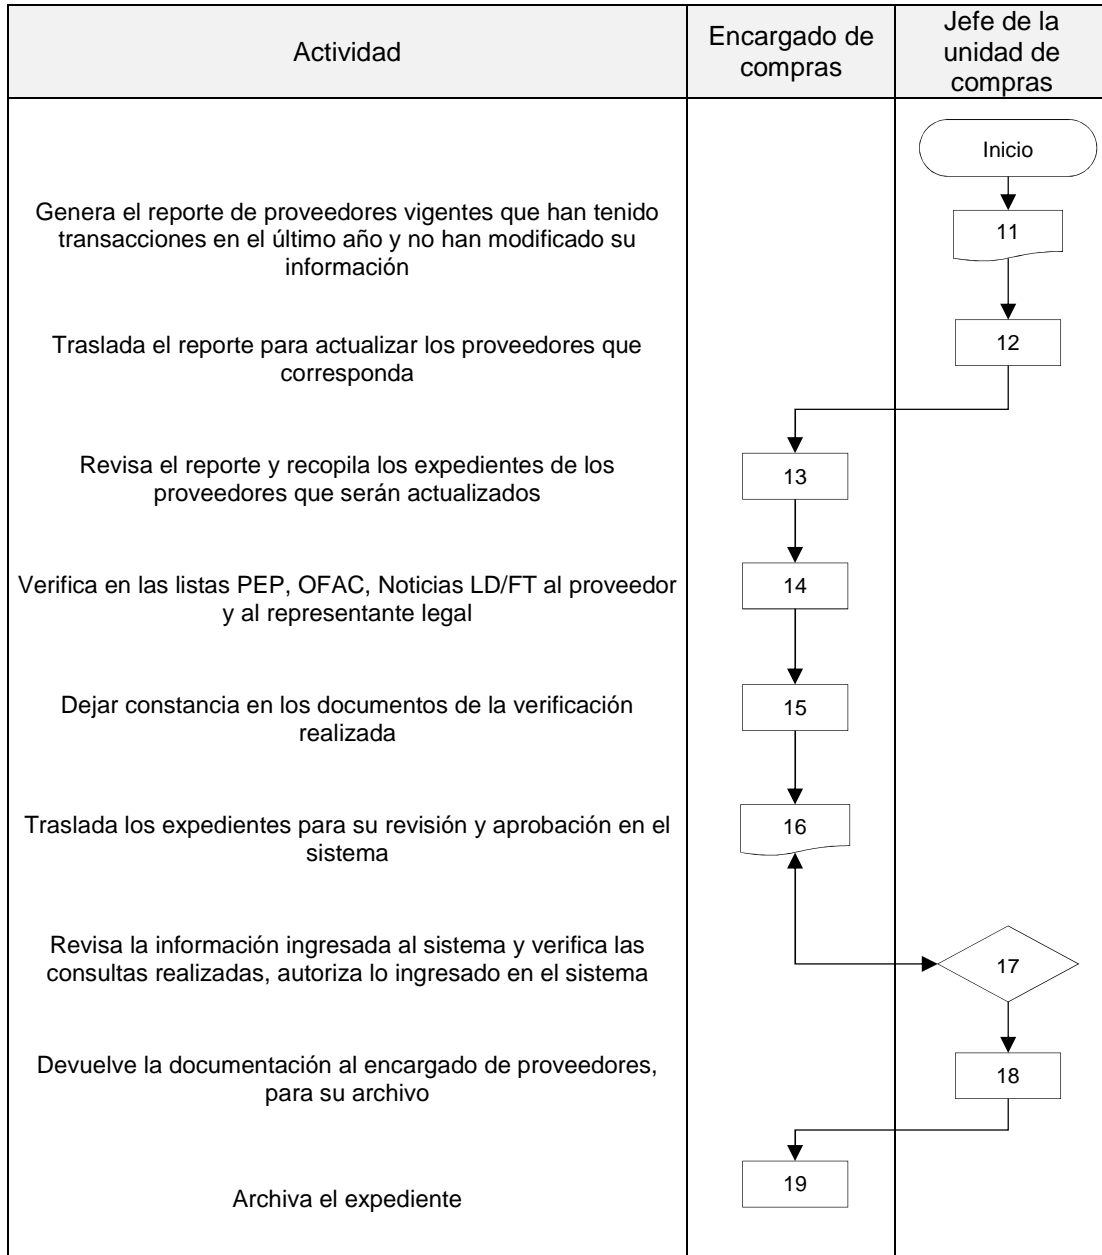 Actividad
Encargado de
compras
Jefe de la
unidad de
compras
Inicio
Genera el reporte de proveedores vigentes que han tenido
transacciones en el último año y no han modificado su
información
11
Traslada el reporte para actualizar los proveedores que
corresponda
12
Revisa el reporte y recopila los expedientes de los
proveedores que serán actualizados
13
Verifica en las listas PEP, OFAC, Noticias LD/FT al proveedor
y al representante legal
14
Dejar constancia en los documentos de la verificación
realizada
15
Traslada los expedientes para su revisión y aprobación en el
sistema
16
Revisa la información ingresada al sistema y verifica las
consultas realizadas, autoriza lo ingresado en el sistema
17
Devuelve la documentación al encargado de proveedores,
para su archivo
18
Archiva el expediente
19